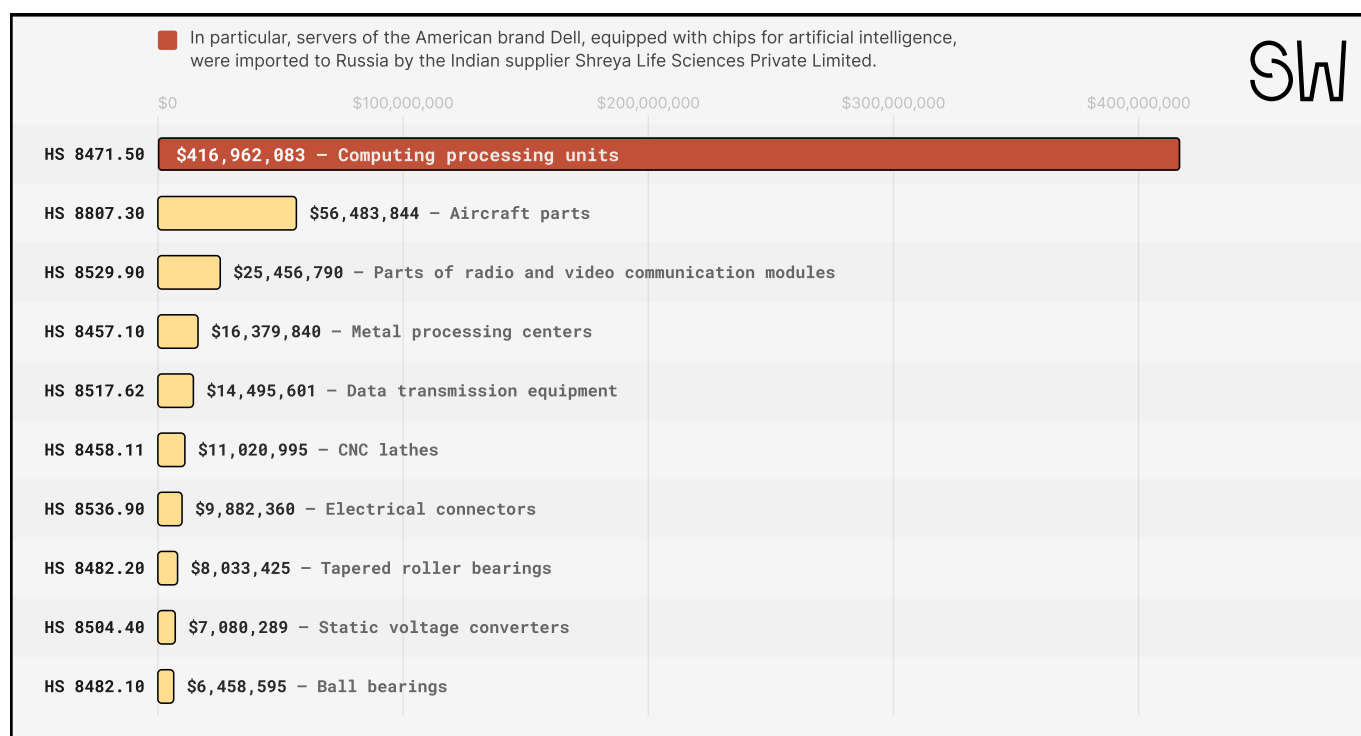 In particular, servers of the American brand Dell, equipped with chips for artificial intelligence,
were imported to Russia by the Indian supplier Shreya Life Sciences Private Limited.
SW
$0 $100,000,000 $200,000,000 $300,000,000 $400,000,000
HS 8471.50 $416,962,083 — Computing processing units
HS 8807.30 $56,483,844 — Aircraft parts
HS 8529.90 $25,456,790 — Parts of radio and video communication modules
HS 8457.10 $16,379,840 — Metal processing centers
HS 8517.62 $14,495,601 — Data transmission equipment
HS 8458.11 $11,020,995 — CNC lathes
HS 8536.90 $9,882,360 — Electrical connectors
HS 8482.20 $8,033,425 — Tapered roller bearings
HS 8504.40 $7,080,289 — Static voltage converters
HS 8482.10 $6,458,595 — Ball bearings